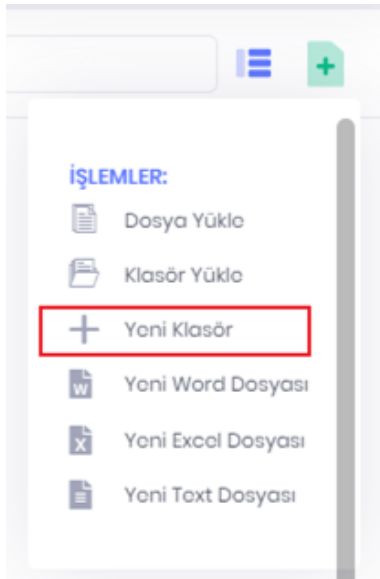 İŞLEMLER:
Dosya Yükle
Klasör Yükle
Yeni Klasör
W Yeni Word Dosyası
X Yeni Excel Dosyası
Yeni Text Dosyası